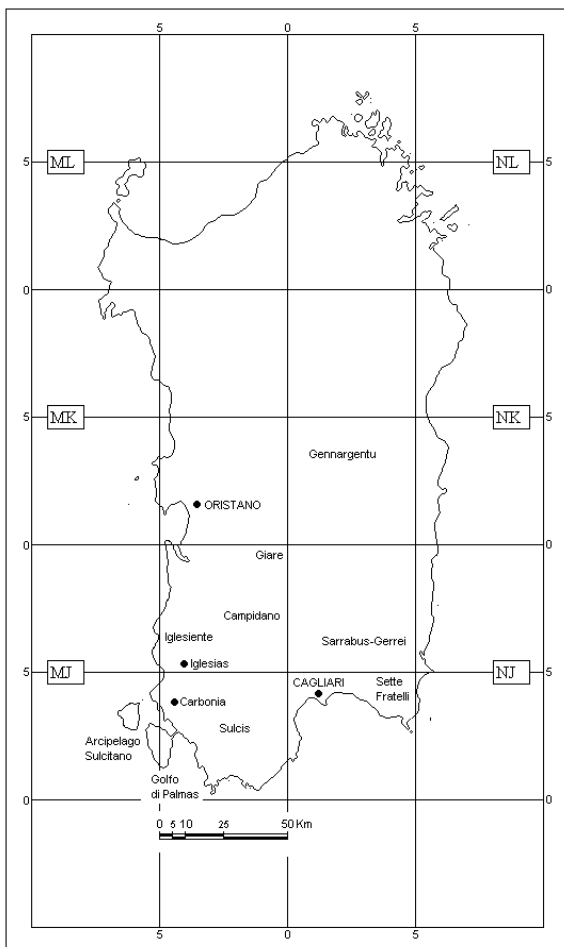 5 0 5
ML 5 5 NL
0 0
MK 5 5 NK
Gennargentu
ORISTANO
0 0
Giare
Campidano
Iglesiente
Sarrabus-Gerrei
Iglesias
MJ 5 5 NJ
CAGLIARI
Sette
Fratelli
Carbonia
Sulcis
Arcipelago
Sulcitano
Golfo
di Palmas
0 0
0 5 10 25 50 Km
5 0 5